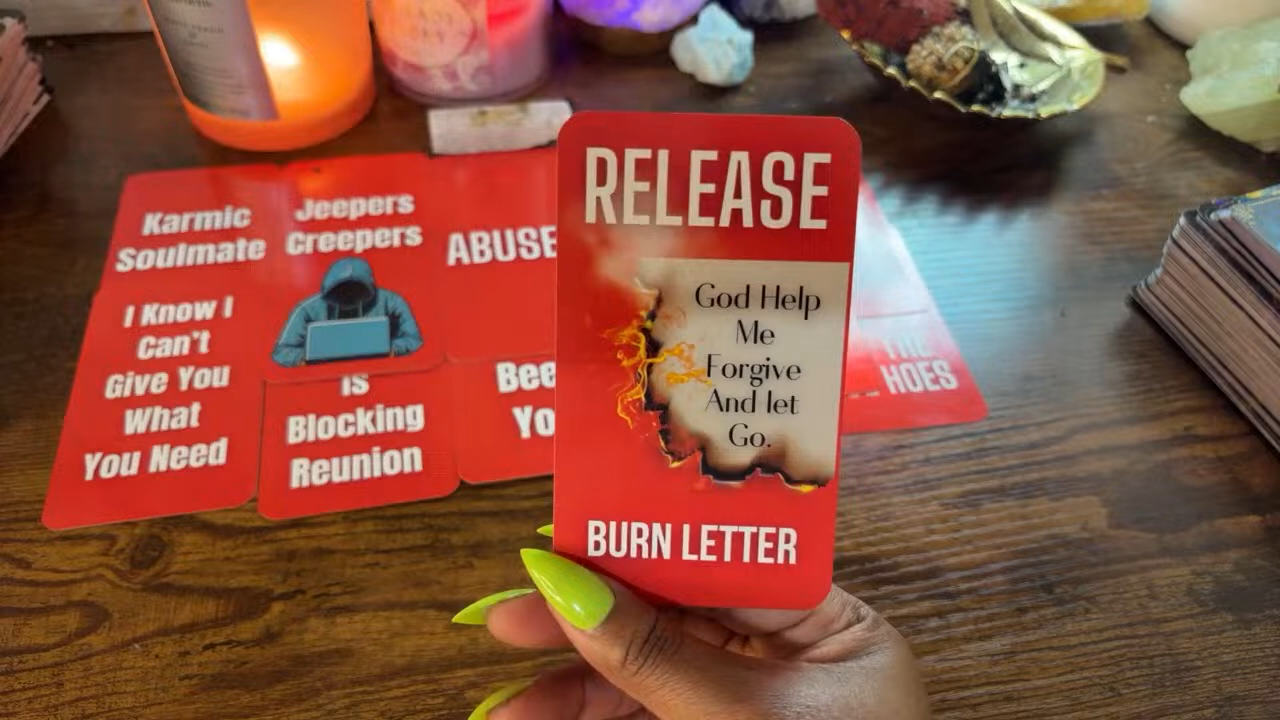 Karmic
Soulmate
I Know I
Can't
Give You
What
You Need
Jeepers
Creepers
is
Blocking
Reunion
ABUSE
Bee
Yo
RELEASE
God Help
Me
Forgive
And let
Go.
BURN LETTER
THE
HOES